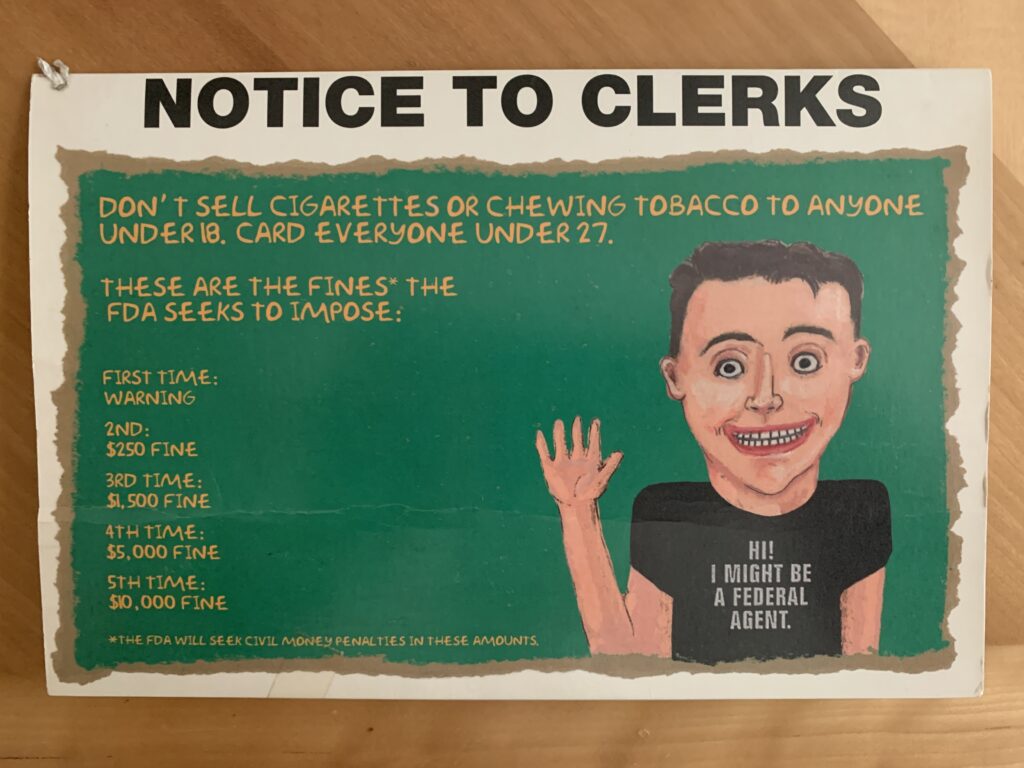 NOTICE TO CLERKS
DON'T SELL CIGARETTES OR CHEWING TOBACCO TO ANYONE
UNDER 18. CARD EVERYONE UNDER 27.
THESE ARE THE FINES* THE
FDA SEEKS TO IMPOSE:
FIRST TIME:
WARNING
2ND:
$250 FINE
3RD TIME:
$1,500 FINE
4TH TIME:
$5,000 FINE
5TH TIME:
$10,000 FINE
*THE FDA WILL SEEK CIVIL MONEY PENALTIES IN THESE AMOUNTS.
HI!
I MIGHT BE
A FEDERAL
AGENT.